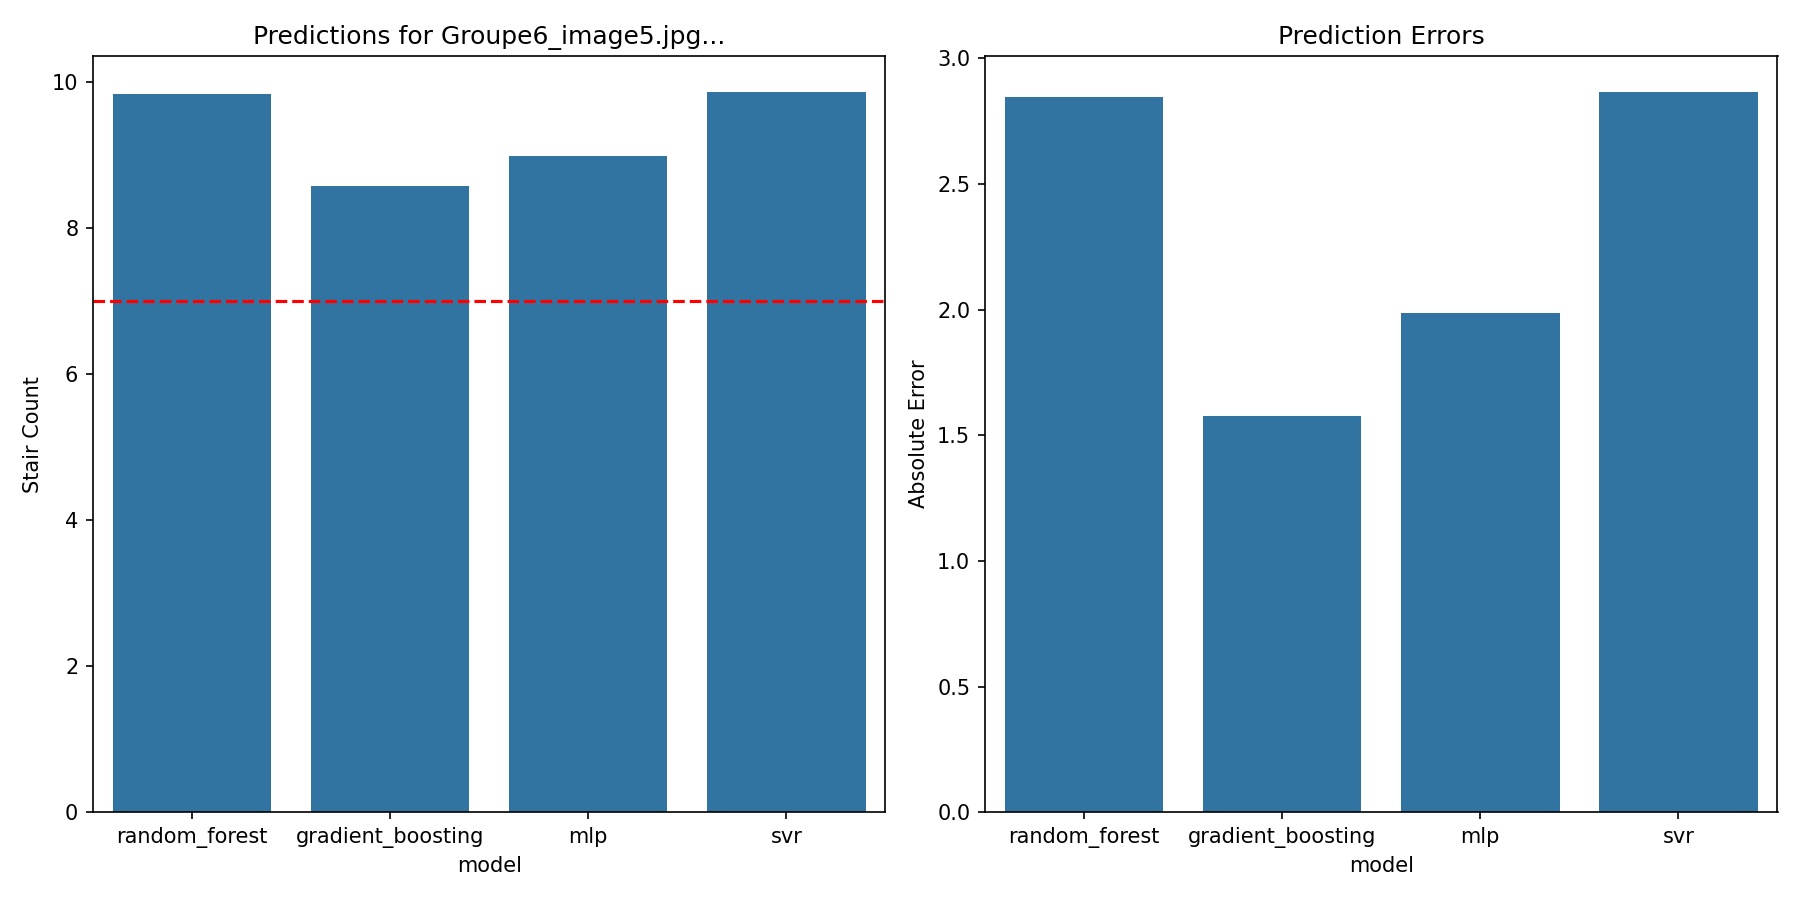 Predictions for Groupe6_image5.jpg...
Stair Count
10
8
6
4
2
0
random_forest gradient_boosting mlp svr
model
Prediction Errors
Absolute Error
3.0
2.5
2.0
1.5
1.0
0.5
0.0
random_forest gradient_boosting mlp svr
model